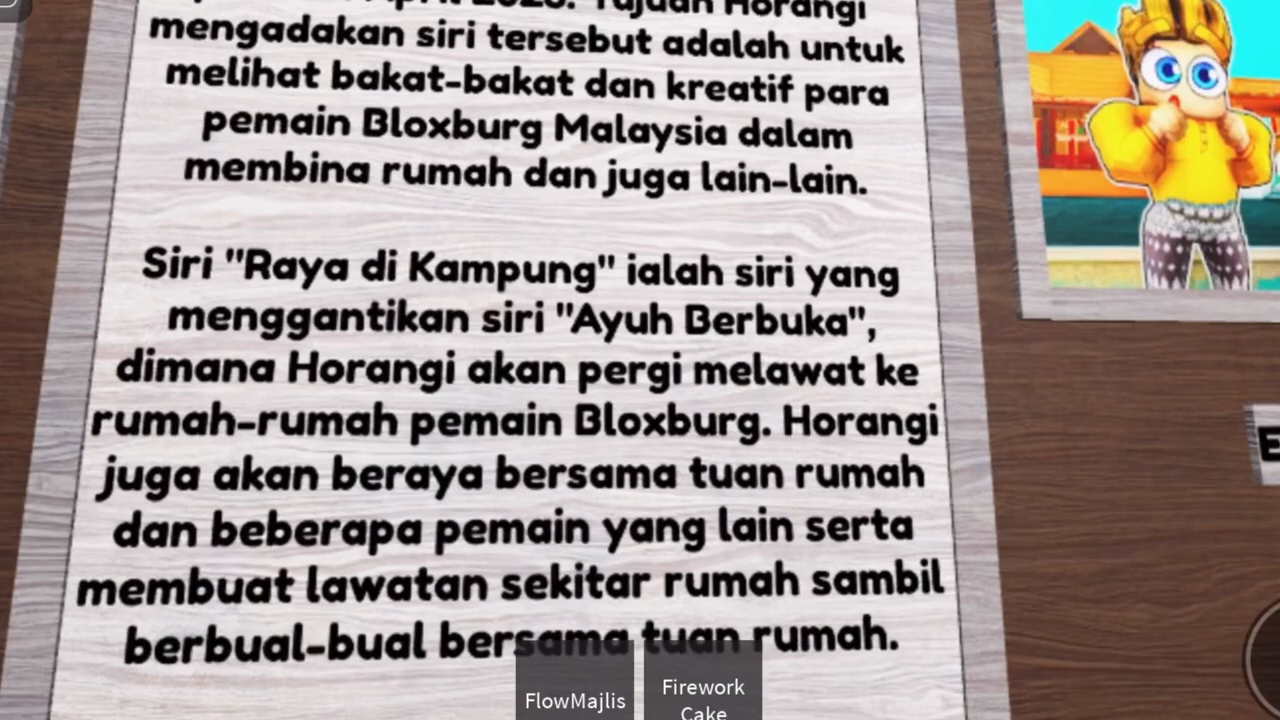 Tujuan Horangi
mengadakan siri tersebut adalah untuk
melihat bakat-bakat dan kreatif para
pemain Bloxburg Malaysia dalam
membina rumah dan juga lain-lain.
Siri "Raya di Kampung" ialah siri yang
menggantikan siri "Ayuh Berbuka",
dimana Horangi akan pergi melawat ke
rumah-rumah pemain Bloxburg. Horangi
juga akan beraya bersama tuan rumah
dan beberapa pemain yang lain serta
membuat lawatan sekitar rumah sambil
berbual-bual bersama tuan rumah.
FlowMajlis
Firework
Cake